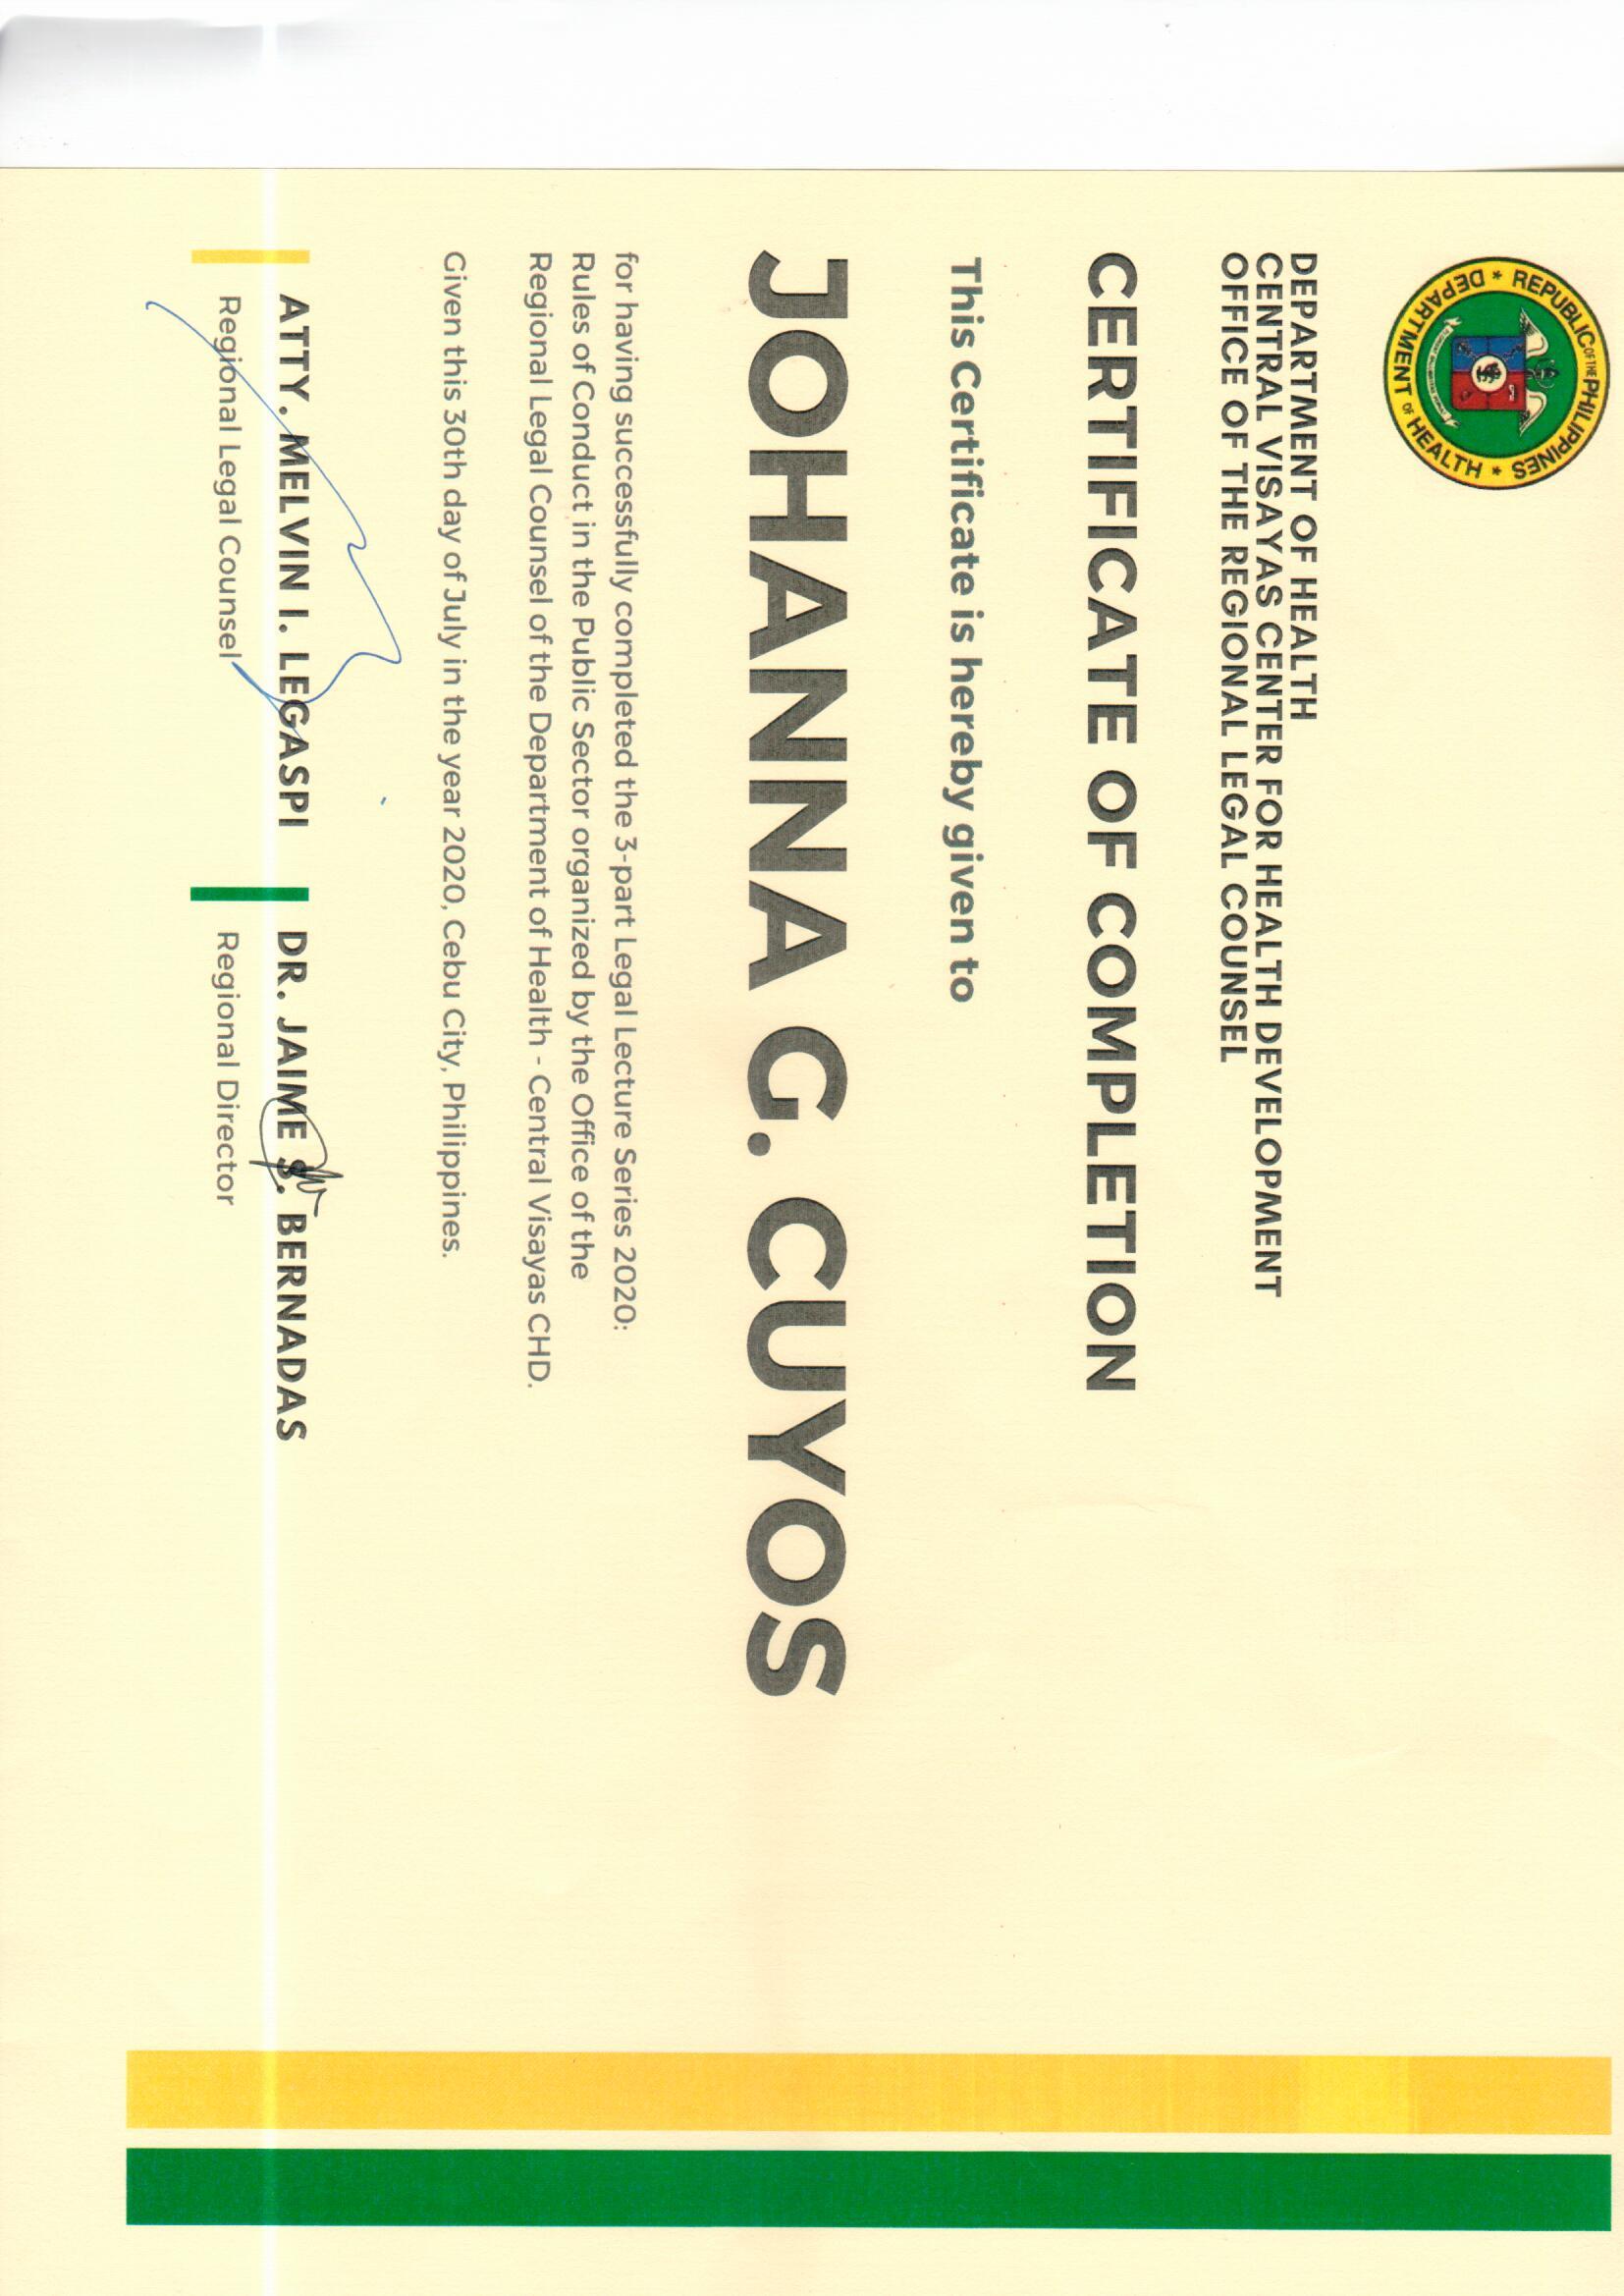 REPUBLIC OF THE PHILIPPINES
DEPARTMENT OF HEALTH
DEPARTMENT OF HEALTH
CENTRAL VISAYAS CENTER FOR HEALTH DEVELOPMENT
OFFICE OF THE REGIONAL LEGAL COUNSEL
CERTIFICATE OF COMPLETION
This Certificate is hereby given to
JOHANNA G. CUYOS
for having successfully completed the 3-part Legal Lecture Series 2020:
Rules of Conduct in the Public Sector organized by the Office of the
Regional Legal Counsel of the Department of Health - Central Visayas CHD.
Given this 30th day of July in the year 2020, Cebu City, Philippines.
ATTY. MELVIN I. LEGASPI
Regional Legal Counsel
DR. JAIME S. BERNADAS
Regional Director